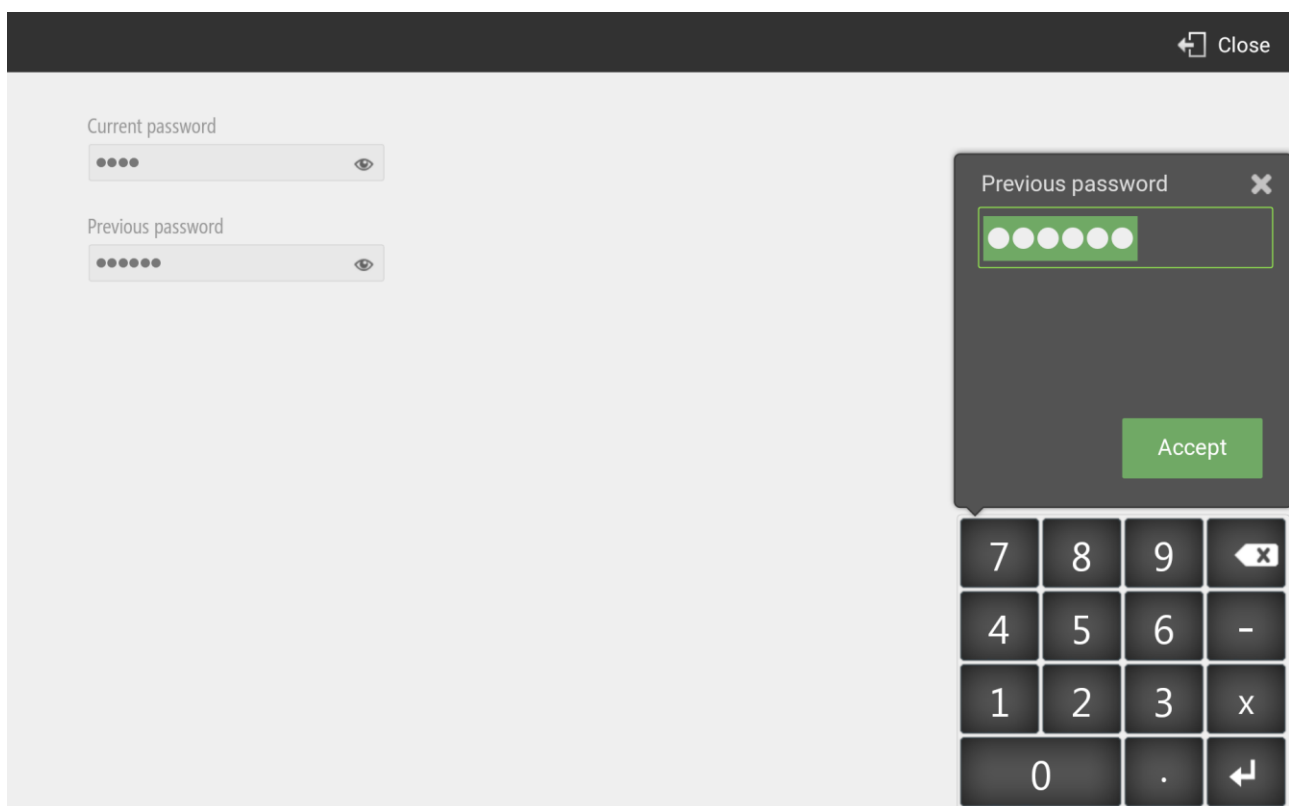 Close
Current password
••••
Previous password
••••••
Previous password
••••••
Accept
7 8 9
4 5 6 -
1 2 3 x
0 .